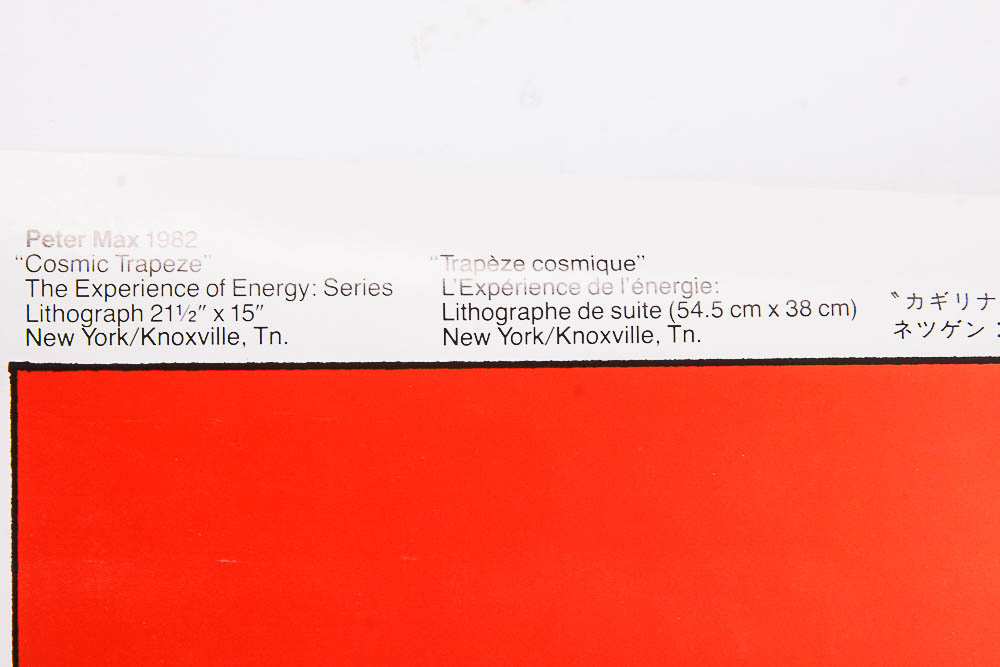 Peter Max 1982
“Cosmic Trapeze”
The Experience of Energy: Series
Lithograph 21½″ x 15″
New York/Knoxville, Tn.
“Trapèze cosmique”
L'Expérience de l'énergie:
Lithographe de suite (54.5 cm x 38 cm)
New York/Knoxville, Tn.
〝カギリナ
ネツゲン: